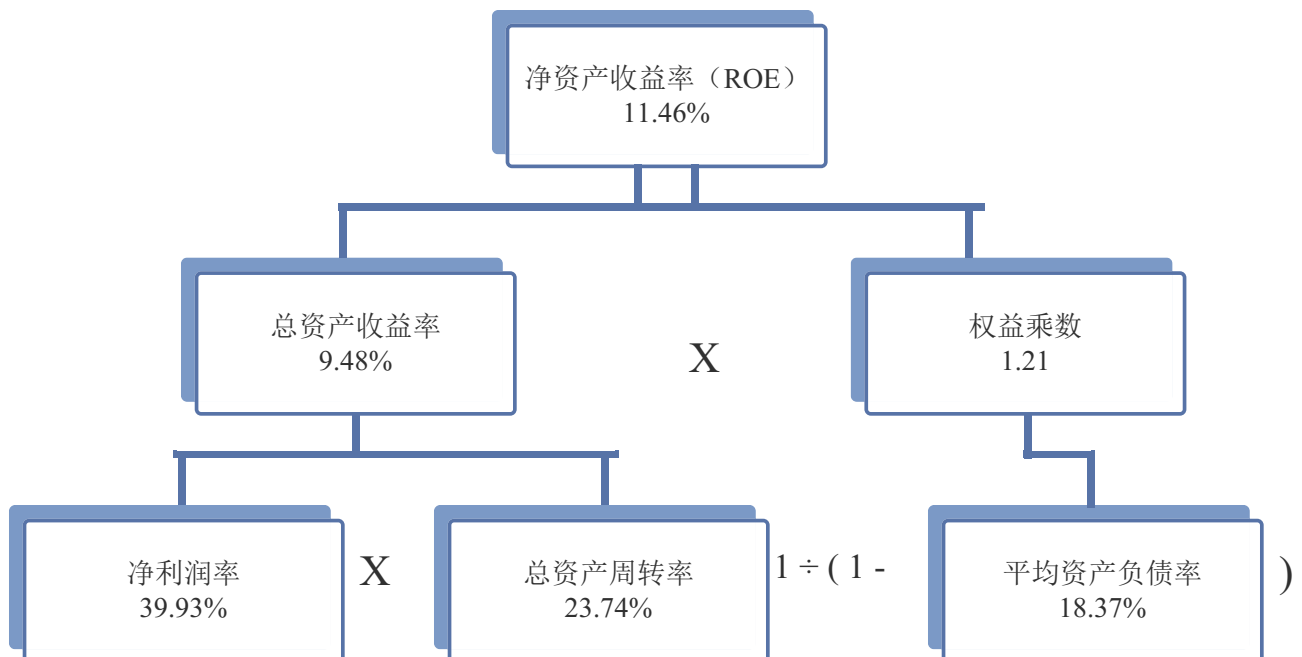 净资产收益率（ROE）
11.46%
总资产收益率
9.48%
X
权益乘数
1.21
净利润率
39.93%
X
总资产周转率
23.74%
1 ÷ ( 1 -
平均资产负债率
18.37%
)